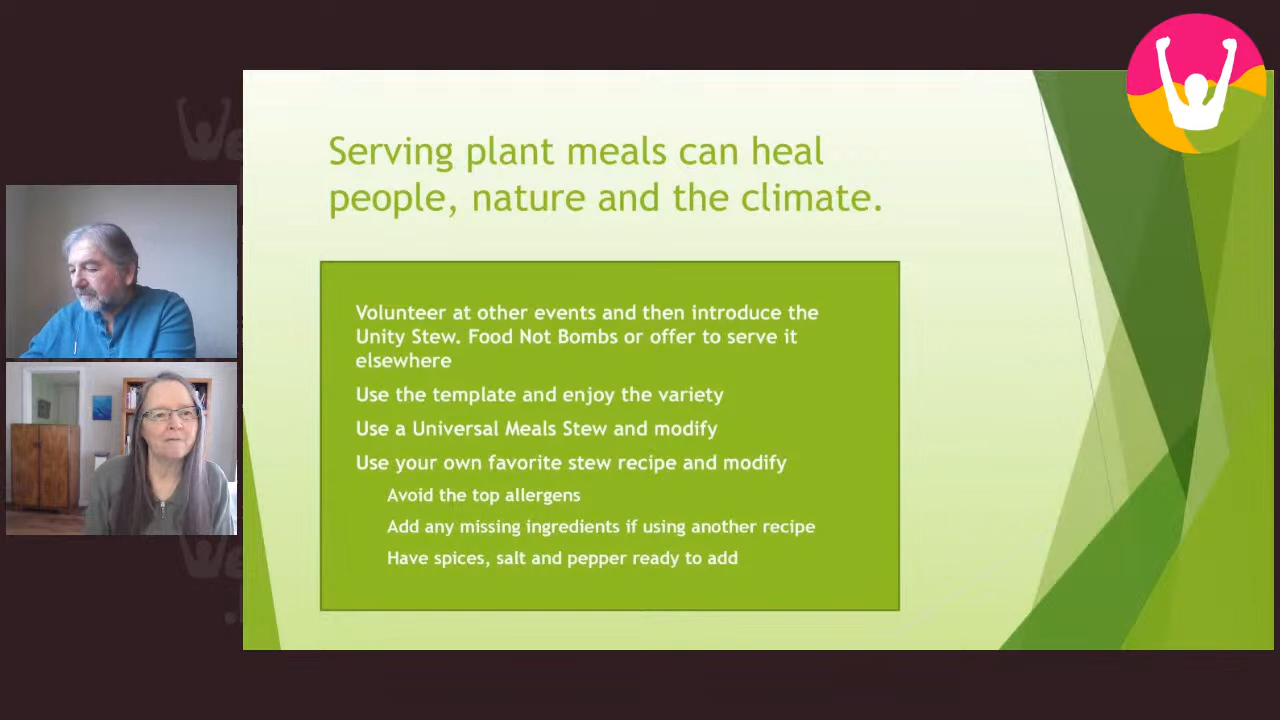 Serving plant meals can heal
people, nature and the climate.
Volunteer at other events and then introduce the
Unity Stew. Food Not Bombs or offer to serve it
elsewhere
Use the template and enjoy the variety
Use a Universal Meals Stew and modify
Use your own favorite stew recipe and modify
Avoid the top allergens
Add any missing ingredients if using another recipe
Have spices, salt and pepper ready to add